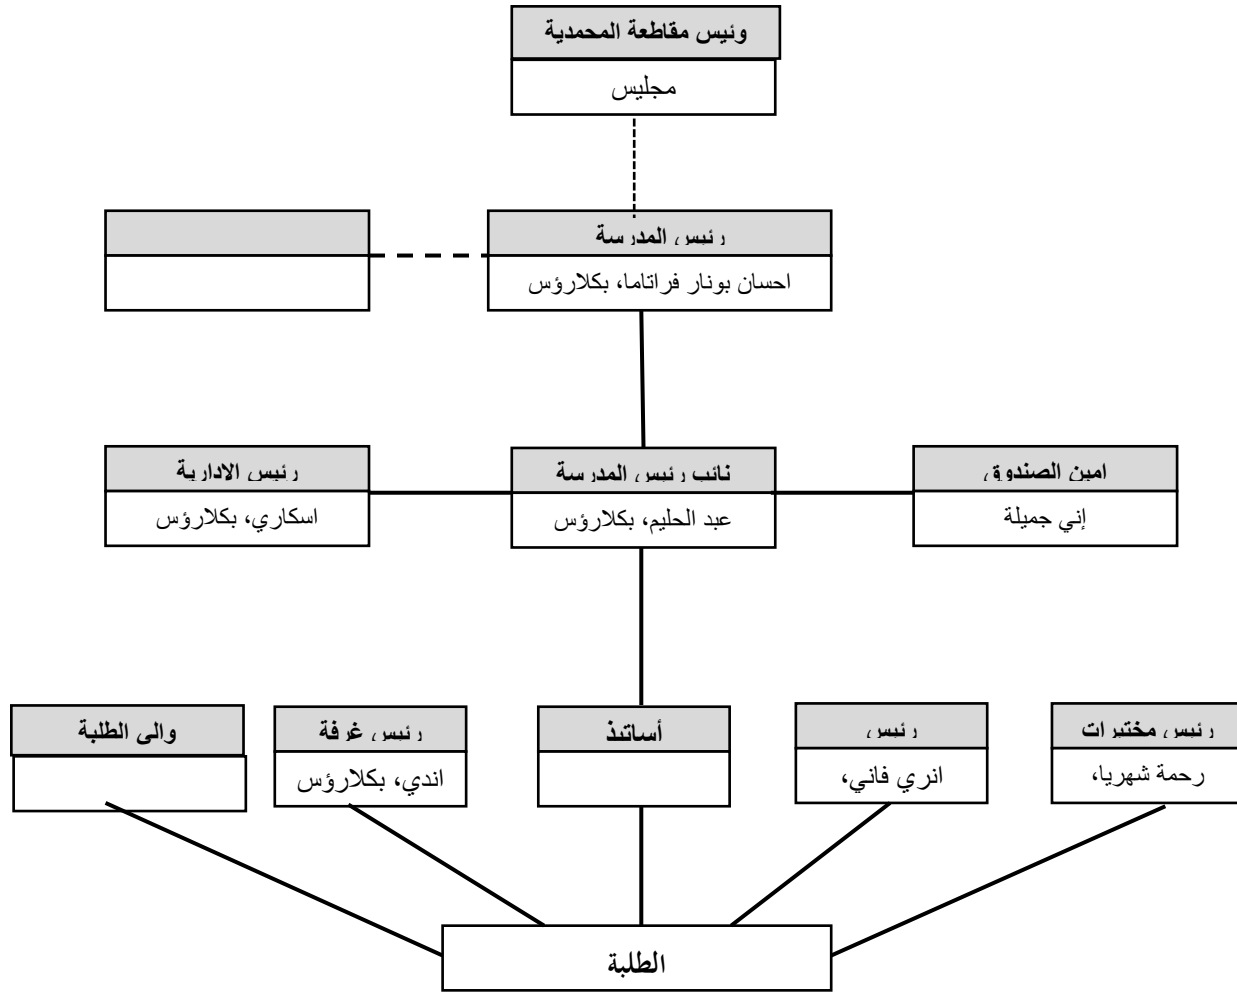 وئيس مقاطعة المحمدية
مجليس
رئيس المدرسة
احسان بونار فراتاما، بكلارؤس
امين الصندوق
إني جميلة
نائب رئيس المدرسة
عبد الحليم، بكلارؤس
رئيس الادارية
اسكاري، بكلارؤس
رئيس مختبرات
رحمة شهريا،
رئيس
انري فاني،
أساتيذ
رئيس غرفة
اندي، بكلارؤس
والى الطلبة
الطلبة